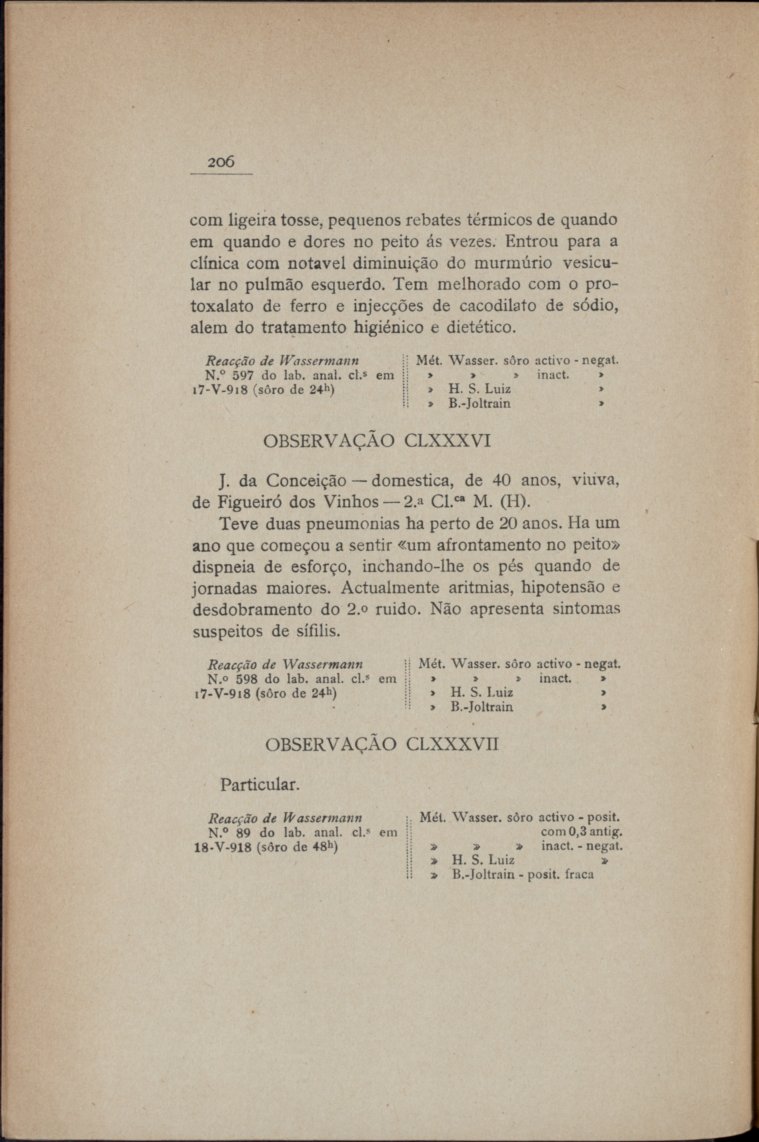 206
com ligeira tosse, pequenos rebates térmicos de quando
em quando e dores no peito ás vezes. Entrou para a
clínica com notavel diminuição do murmúrio vesicu-
lar no pulmão esquerdo. Tem melhorado com o pro-
toxalato de ferro e injecções de cacodilato de sódio,
alem do tratamento higiénico e dietético.
Reacção de Wassermann
N.º 597 do lab. anal. cl.ˢ em
17-V-918 (sôro de 24ʰ)
Mét. Wasser. sôro activo - negat.
» » » inact. »
» H. S. Luiz »
» B.-Joltrain »
OBSERVAÇÃO CLXXXVI
J. da Conceição — domestica, de 40 anos, viuva,
de Figueiró dos Vinhos — 2.ª Cl.ᶜᵃ M. (H).
Teve duas pneumonias ha perto de 20 anos. Ha um
ano que começou a sentir «um afrontamento no peito»
dispneia de esforço, inchando-lhe os pés quando de
jornadas maiores. Actualmente aritmias, hipotensão e
desdobramento do 2.º ruido. Não apresenta sintomas
suspeitos de sífilis.
Reacção de Wassermann
N.º 598 do lab. anal. cl.ˢ em
17-V-918 (sôro de 24ʰ)
Mét. Wasser. sôro activo - negat.
» » » inact. »
» H. S. Luiz »
» B.-Joltrain »
OBSERVAÇÃO CLXXXVII
Particular.
Reacção de Wassermann
N.º 89 do lab. anal. cl.ˢ em
18-V-918 (sôro de 48ʰ)
Mét. Wasser. sôro activo - posit.
com 0,3 antig.
» » » inact. - negat.
» H. S. Luiz »
» B.-Joltrain - posit. fraca